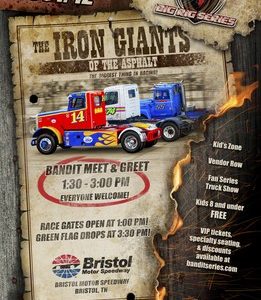 BIG RIG SERIES
THE IRON GIANTS
OF THE ASPHALT
THE BIGGEST THING IN RACING!
14
BANDIT MEET & GREET
1:30 - 3:00 PM
EVERYONE WELCOME!
RACE GATES OPEN AT 1:00 PM!
GREEN FLAG DROPS AT 3:30 PM!
Bristol
Motor Speedway
BRISTOL MOTOR SPEEDWAY
BRISTOL, TN
Kid's Zone
Vendor Row
Fan Series
Truck Show
Kids 8 and under
FREE
VIP tickets,
specialty seating,
& discounts
available at
banditseries.com